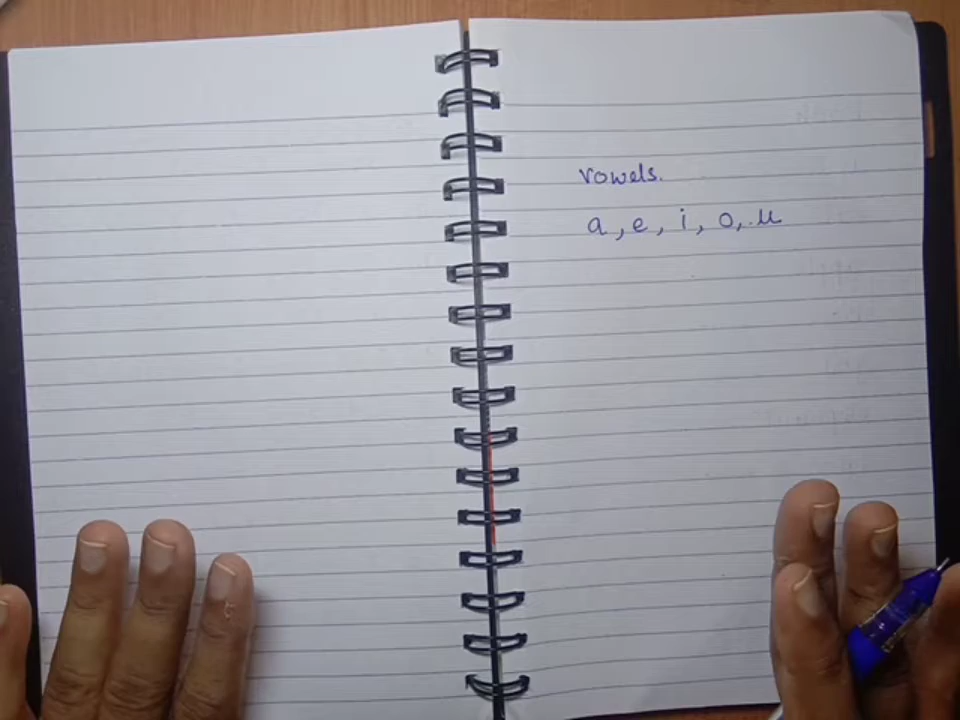 vowels.
a, e, i, o, u